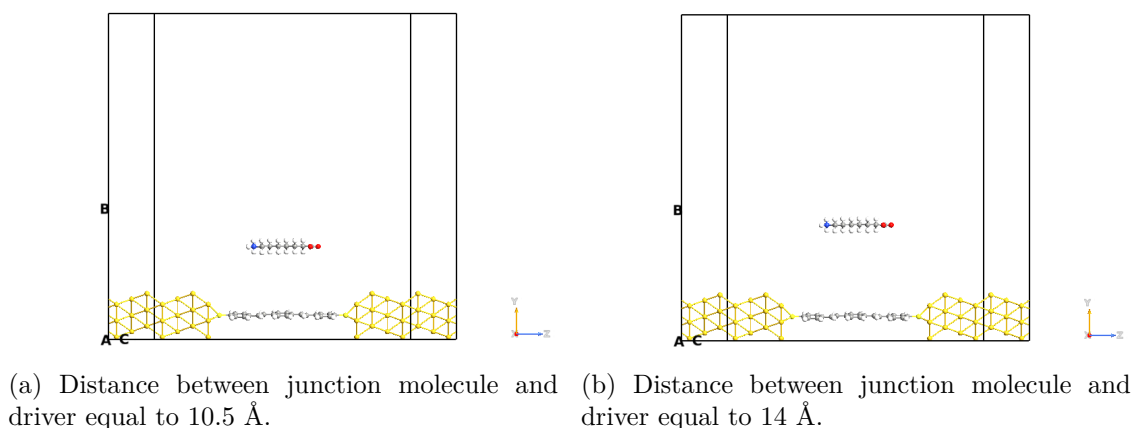 B
A C
Y
X Z
(a) Distance between junction molecule and
driver equal to 10.5 Å.
B
A C
Y
X Z
(b) Distance between junction molecule and
driver equal to 14 Å.